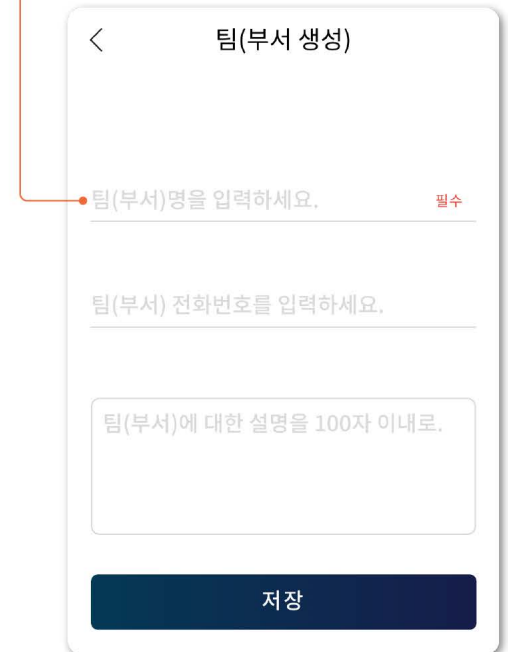 팀(부서 생성)
팀(부서)명을 입력하세요. 필수
팀(부서) 전화번호를 입력하세요.
팀(부서)에 대한 설명을 100자 이내로.
저장